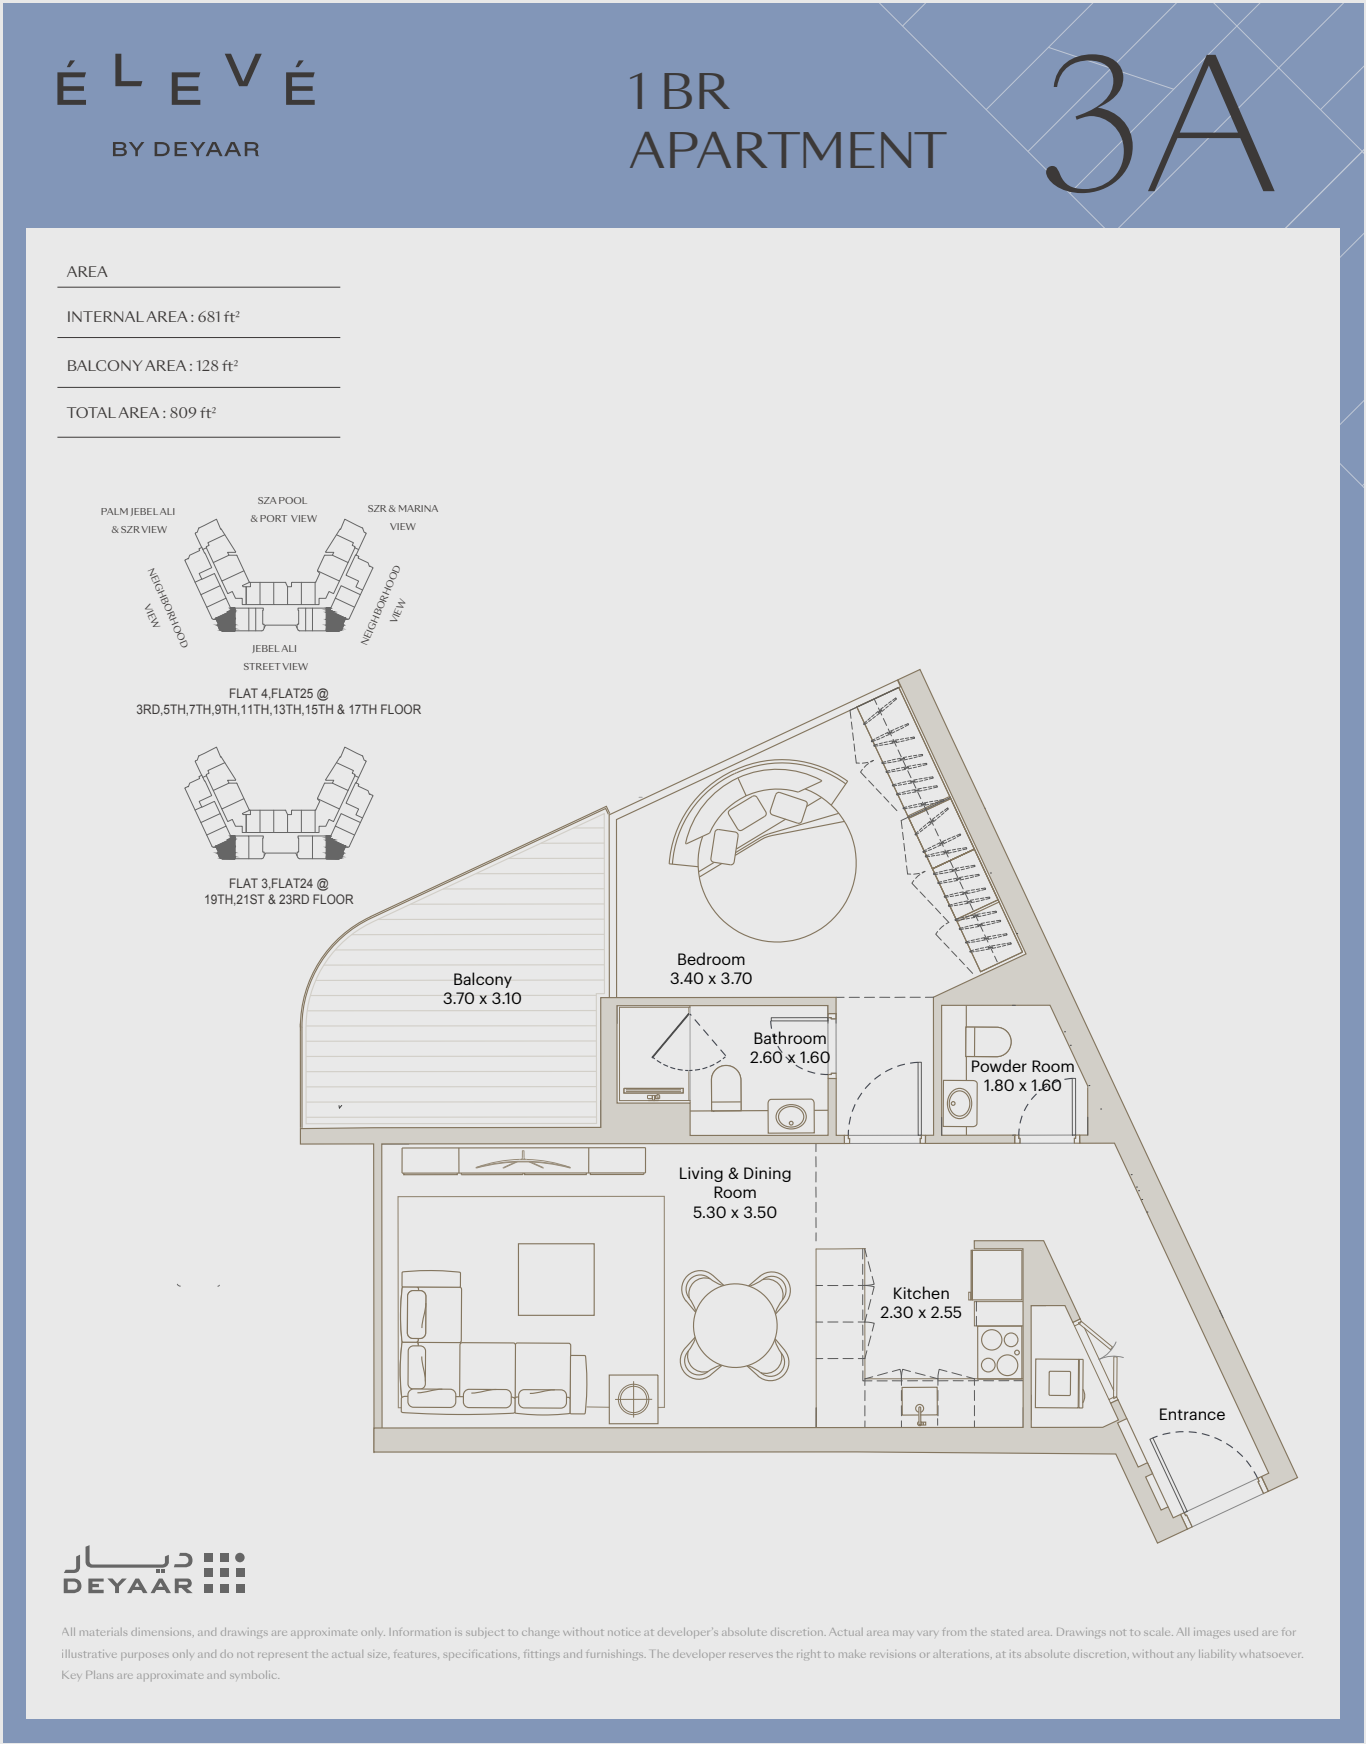 ÉLEVÉ
BY DEYAAR
1 BR
APARTMENT
3A
AREA
INTERNAL AREA : 681 ft²
BALCONY AREA : 128 ft²
TOTAL AREA : 809 ft²
PALM JEBEL ALI
& SZR VIEW
SZA POOL
& PORT VIEW
SZR & MARINA
VIEW
NEIGHBORHOOD
VIEW
NEIGHBORHOOD
VIEW
JEBEL ALI
STREET VIEW
FLAT 4,FLAT25 @
3RD,5TH,7TH,9TH,11TH,13TH,15TH & 17TH FLOOR
FLAT 3,FLAT24 @
19TH,21ST & 23RD FLOOR
Balcony
3.70 x 3.10
Bedroom
3.40 x 3.70
Bathroom
2.60 x 1.60
Powder Room
1.80 x 1.60
Living & Dining
Room
5.30 x 3.50
Kitchen
2.30 x 2.55
Entrance
ديار
DEYAAR
All materials dimensions, and drawings are approximate only. Information is subject to change without notice at developer's absolute discretion. Actual area may vary from the stated area. Drawings not to scale. All images used are for
illustrative purposes only and do not represent the actual size, features, specifications, fittings and furnishings. The developer reserves the right to make revisions or alterations, at its absolute discretion, without any liability whatsoever.
Key Plans are approximate and symbolic.